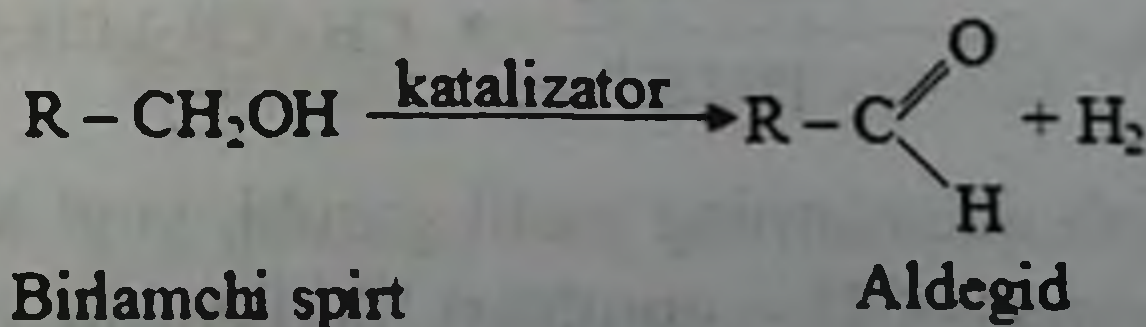 R – CH₂OH katalizator R – C O H + H₂
Birlamchi spirt Aldegid